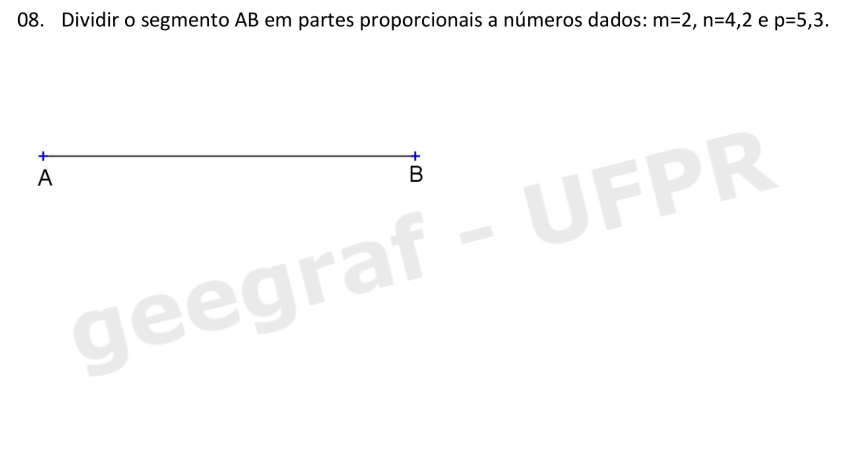 08. Dividir o segmento AB em partes proporcionais a números dados: m=2, n=4,2 e p=5,3.
A B
geegraf - UFPR